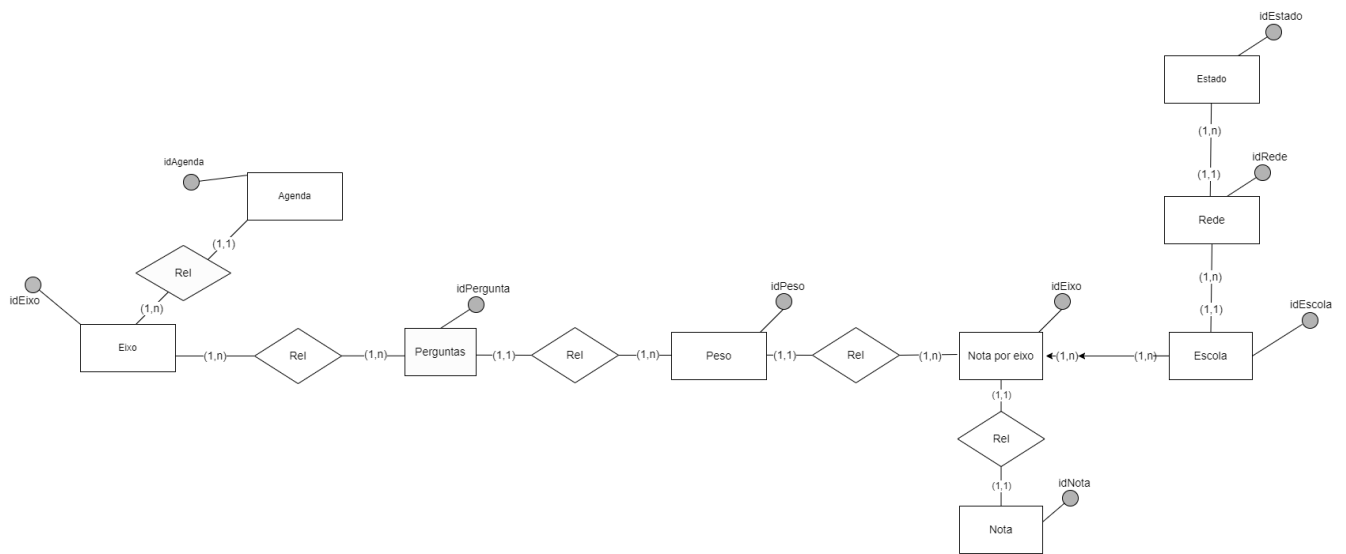 idEstado
Estado
(1,n)
idRede
(1,1)
Rede
idAgenda
Agenda
(1,1)
Rel
(1,n)
idEixo
Eixo
(1,n)
Rel
(1,n)
idPergunta
Perguntas
(1,1)
Rel
(1,n)
idPeso
Peso
(1,1)
Rel
(1,n)
idEixo
Nota por eixo
(1,n)
(1,n)
(1,n)
(1,1)
idEscola
Escola
(1,1)
Rel
(1,1)
idNota
Nota